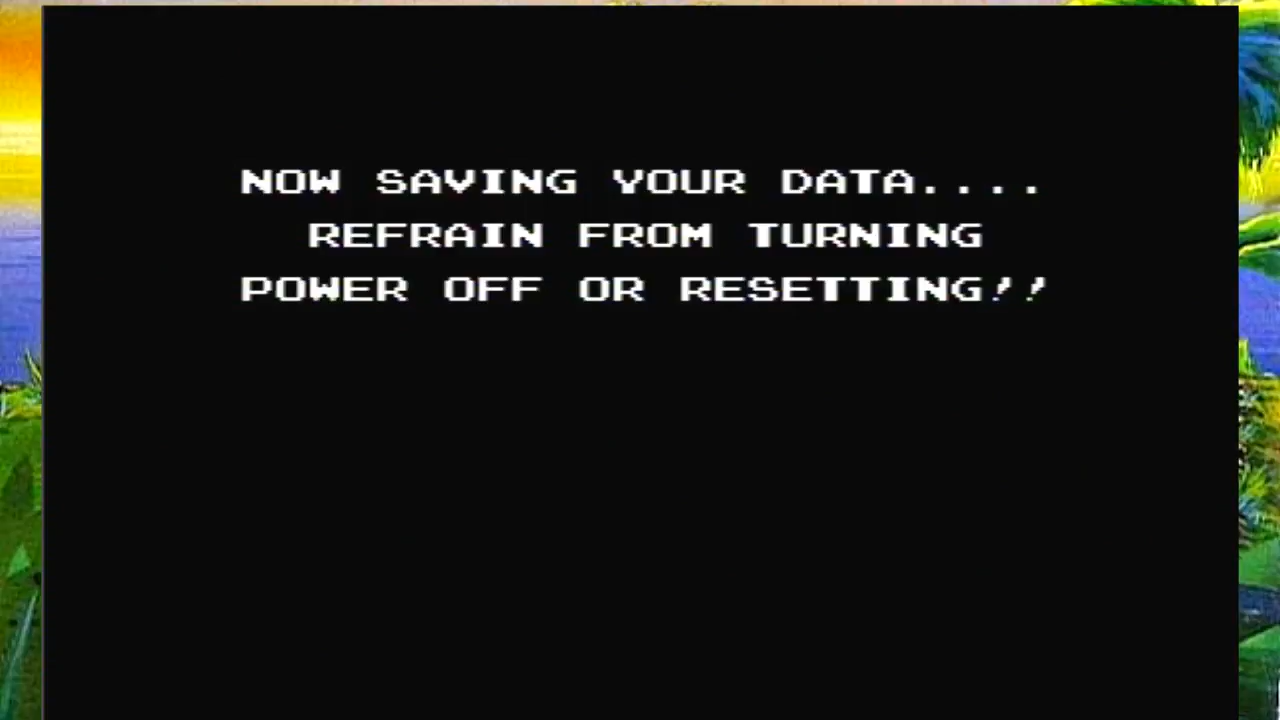 NOW SAVING YOUR DATA....
REFRAIN FROM TURNING
POWER OFF OR RESETTING!!